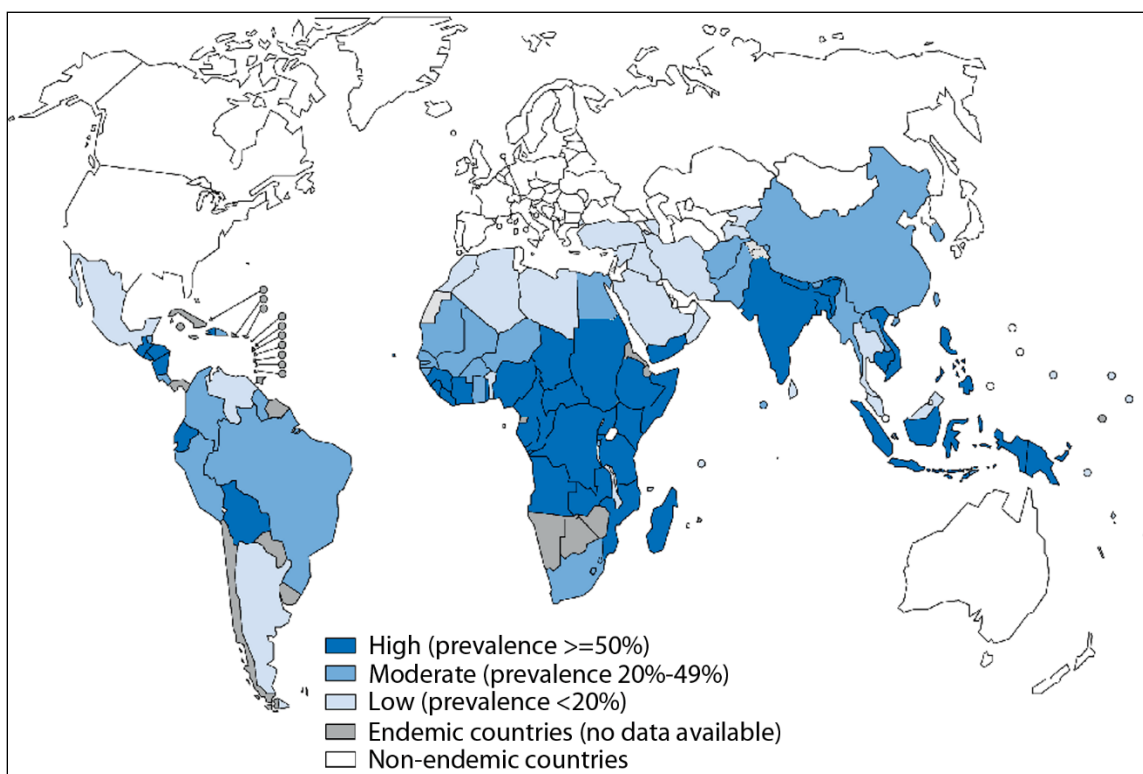 High (prevalence >=50%)
Moderate (prevalence 20%-49%)
Low (prevalence <20%)
Endemic countries (no data available)
Non-endemic countries